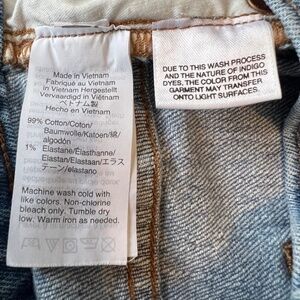 Made in Vietnam
Fabriqué au Vietnam
in Vietnam Hergestellt
Vervaardigd in Vietnam
ベトナム製
Hecho en Vietnam
99% Cotton/Coton/
Baumwolle/Katoen/綿/
algodón
1% Elastane/Élasthanne/
Elastan/Elastaan/エラス
テーン/elastano
Machine wash cold with
like colors. Non-chlorine
bleach only. Tumble dry
low. Warm iron as needed.
DUE TO THIS WASH PROCESS
AND THE NATURE OF INDIGO
DYES, THE COLOR FROM THIS
GARMENT MAY TRANSFER
ONTO LIGHT SURFACES.